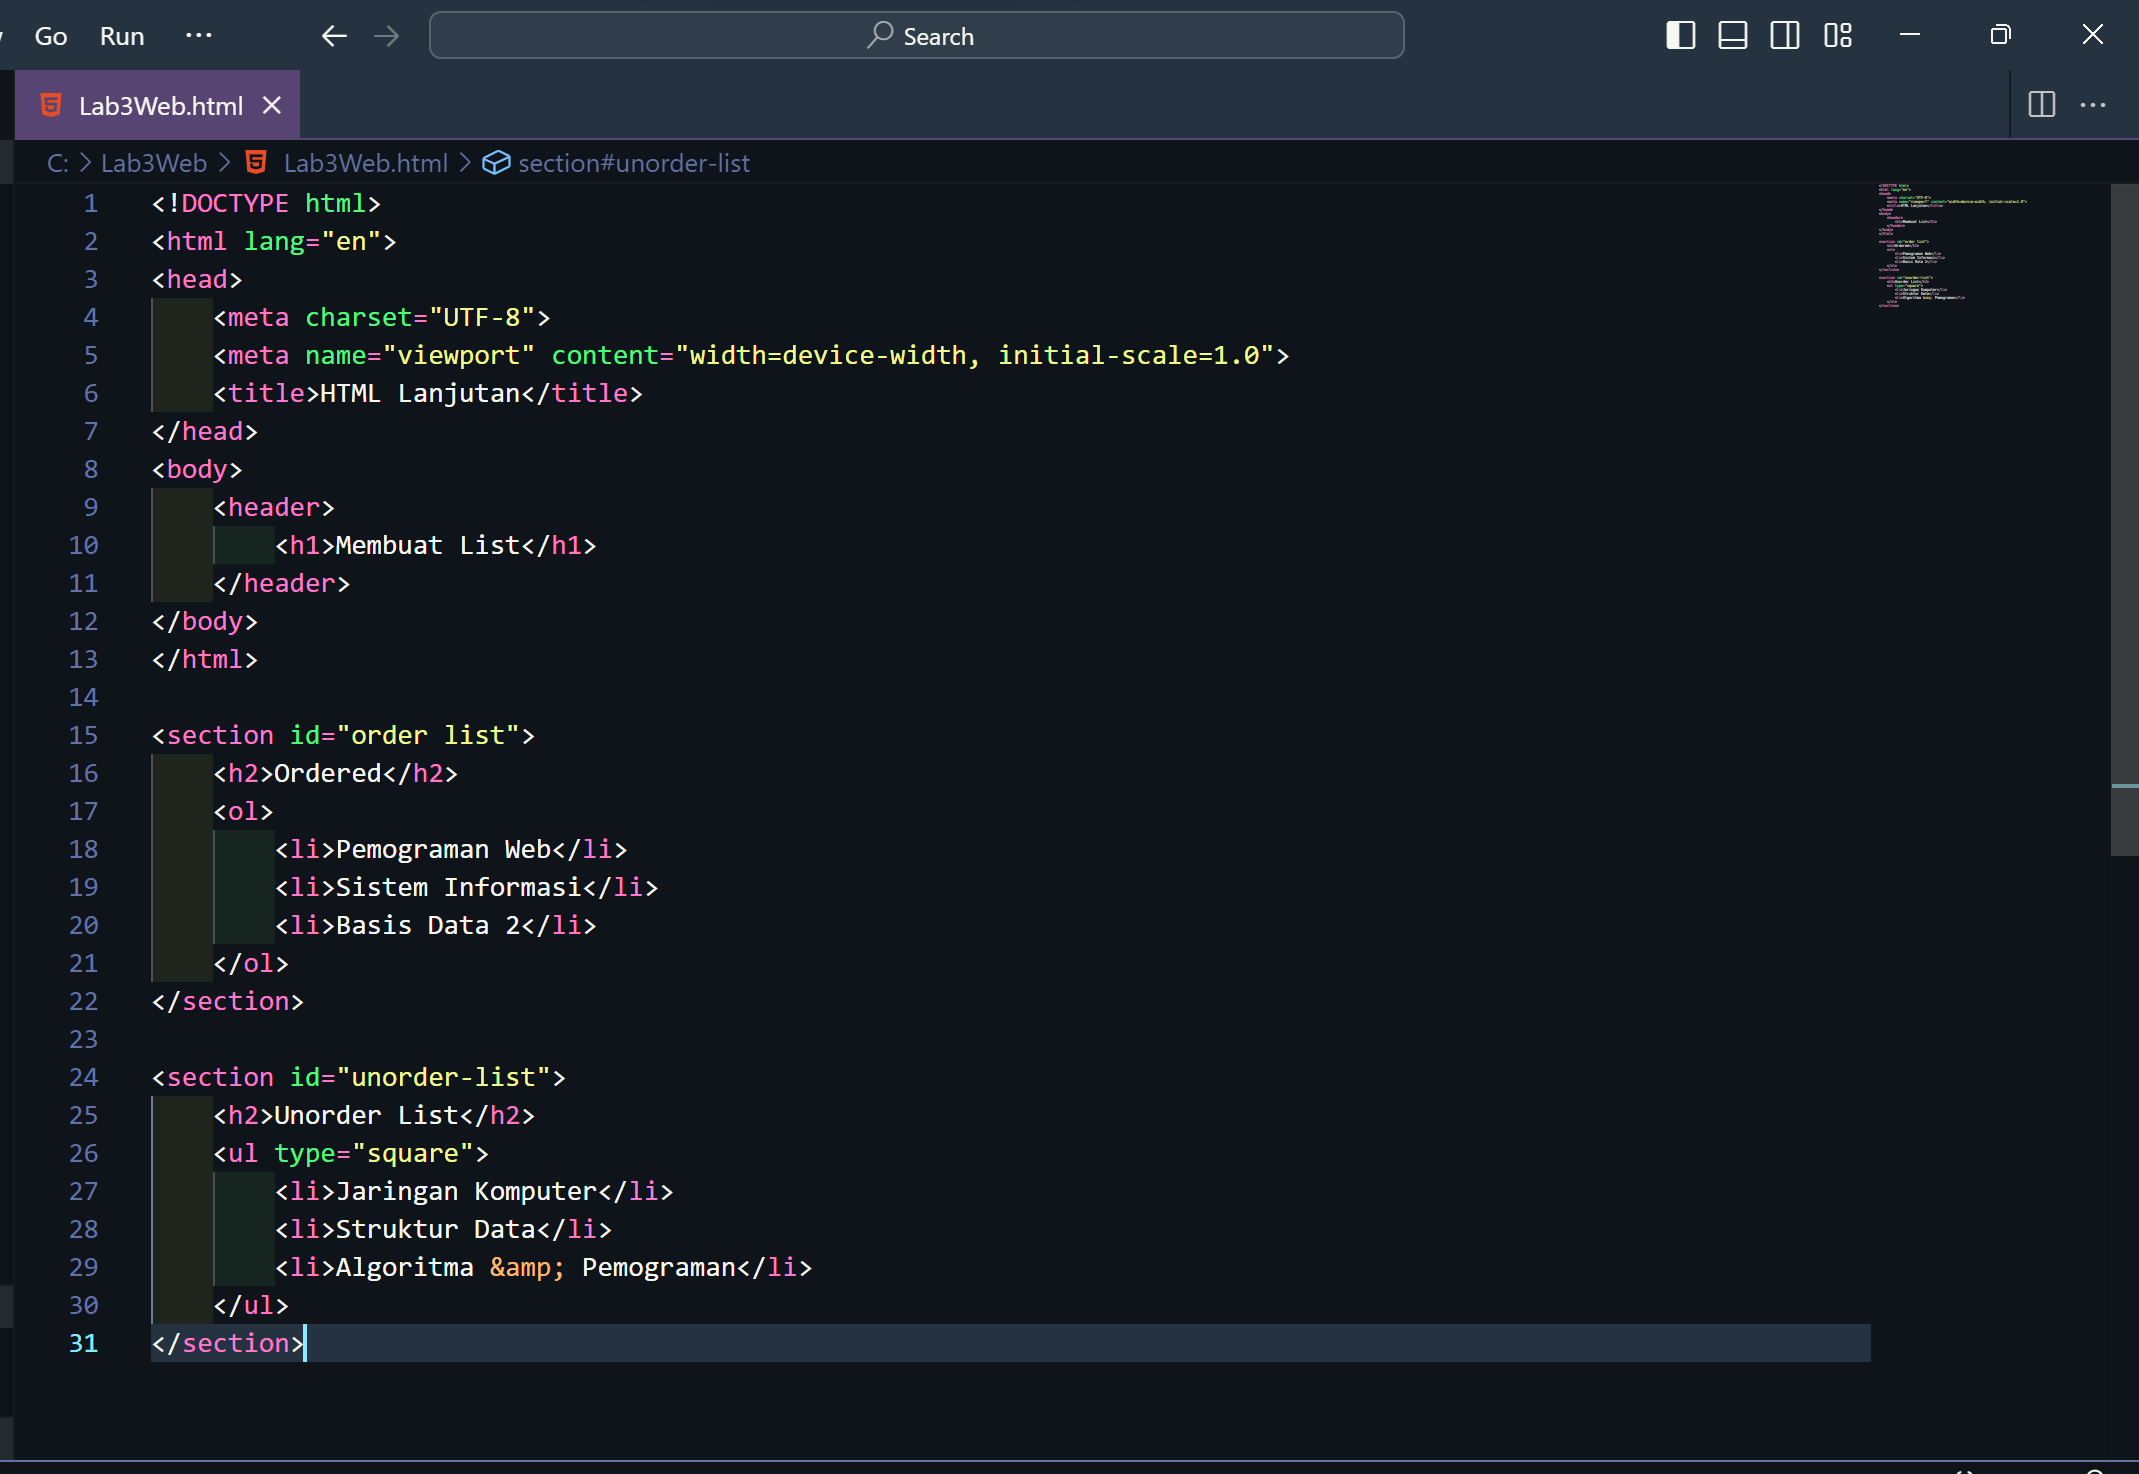 Go Run ··· Search
Lab3Web.html
C: > Lab3Web > Lab3Web.html > section#unorder-list
1 <!DOCTYPE html>
2 <html lang="en">
3 <head>
4 <meta charset="UTF-8">
5 <meta name="viewport" content="width=device-width, initial-scale=1.0">
6 <title>HTML Lanjutan</title>
7 </head>
8 <body>
9 <header>
10 <h1>Membuat List</h1>
11 </header>
12 </body>
13 </html>
14
15 <section id="order list">
16 <h2>Ordered</h2>
17 <ol>
18 <li>Pemograman Web</li>
19 <li>Sistem Informasi</li>
20 <li>Basis Data 2</li>
21 </ol>
22 </section>
23
24 <section id="unorder-list">
25 <h2>Unorder List</h2>
26 <ul type="square">
27 <li>Jaringan Komputer</li>
28 <li>Struktur Data</li>
29 <li>Algoritma &amp; Pemograman</li>
30 </ul>
31 </section>